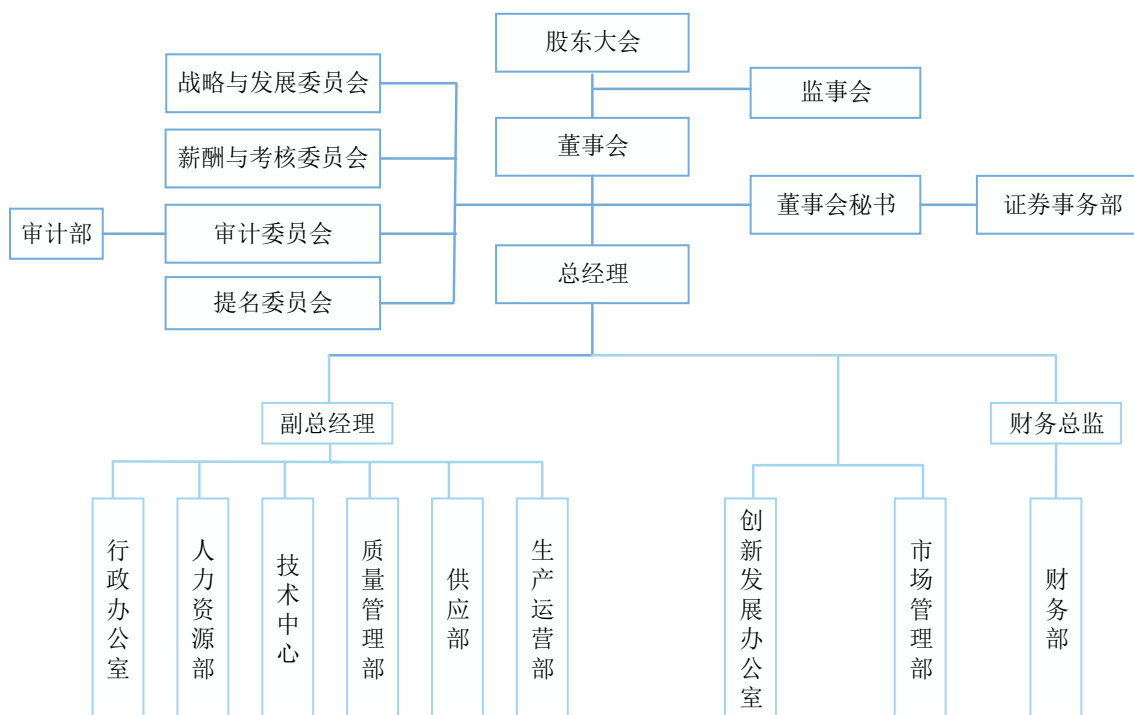 股东大会
战略与发展委员会
监事会
董事会
薪酬与考核委员会
董事会秘书
证券事务部
审计部
审计委员会
总经理
提名委员会
副总经理
财务总监
行政办公室
人力资源部
技术中心
质量管理部
供应部
生产运营部
创新发展办公室
市场管理部
财务部